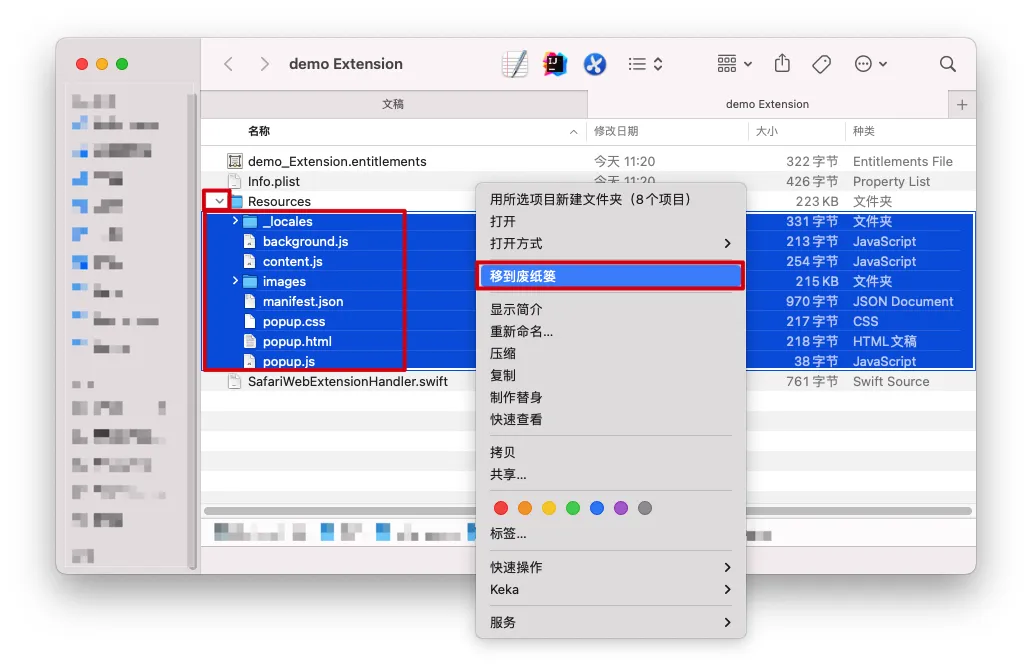 demo Extension
文稿
demo Extension
名称 修改日期 大小 种类
demo_Extension.entitlements 今天 11:20 322 字节 Entitlements File
Info.plist 今天 11:20 426 字节 Property List
Resources 223 KB 文件夹
_locales 331 字节 文件夹
background.js 213 字节 JavaScript
content.js 254 字节 JavaScript
images 215 KB 文件夹
manifest.json 970 字节 JSON Document
popup.css 217 字节 CSS
popup.html 218 字节 HTML文稿
popup.js 38 字节 JavaScript
SafariWebExtensionHandler.swift 761 字节 Swift Source
用所选项目新建文件夹（8个项目）
打开
打开方式
移到废纸篓
显示简介
重新命名...
压缩
复制
制作替身
快速查看
拷贝
共享...
标签...
快速操作
Keka
服务